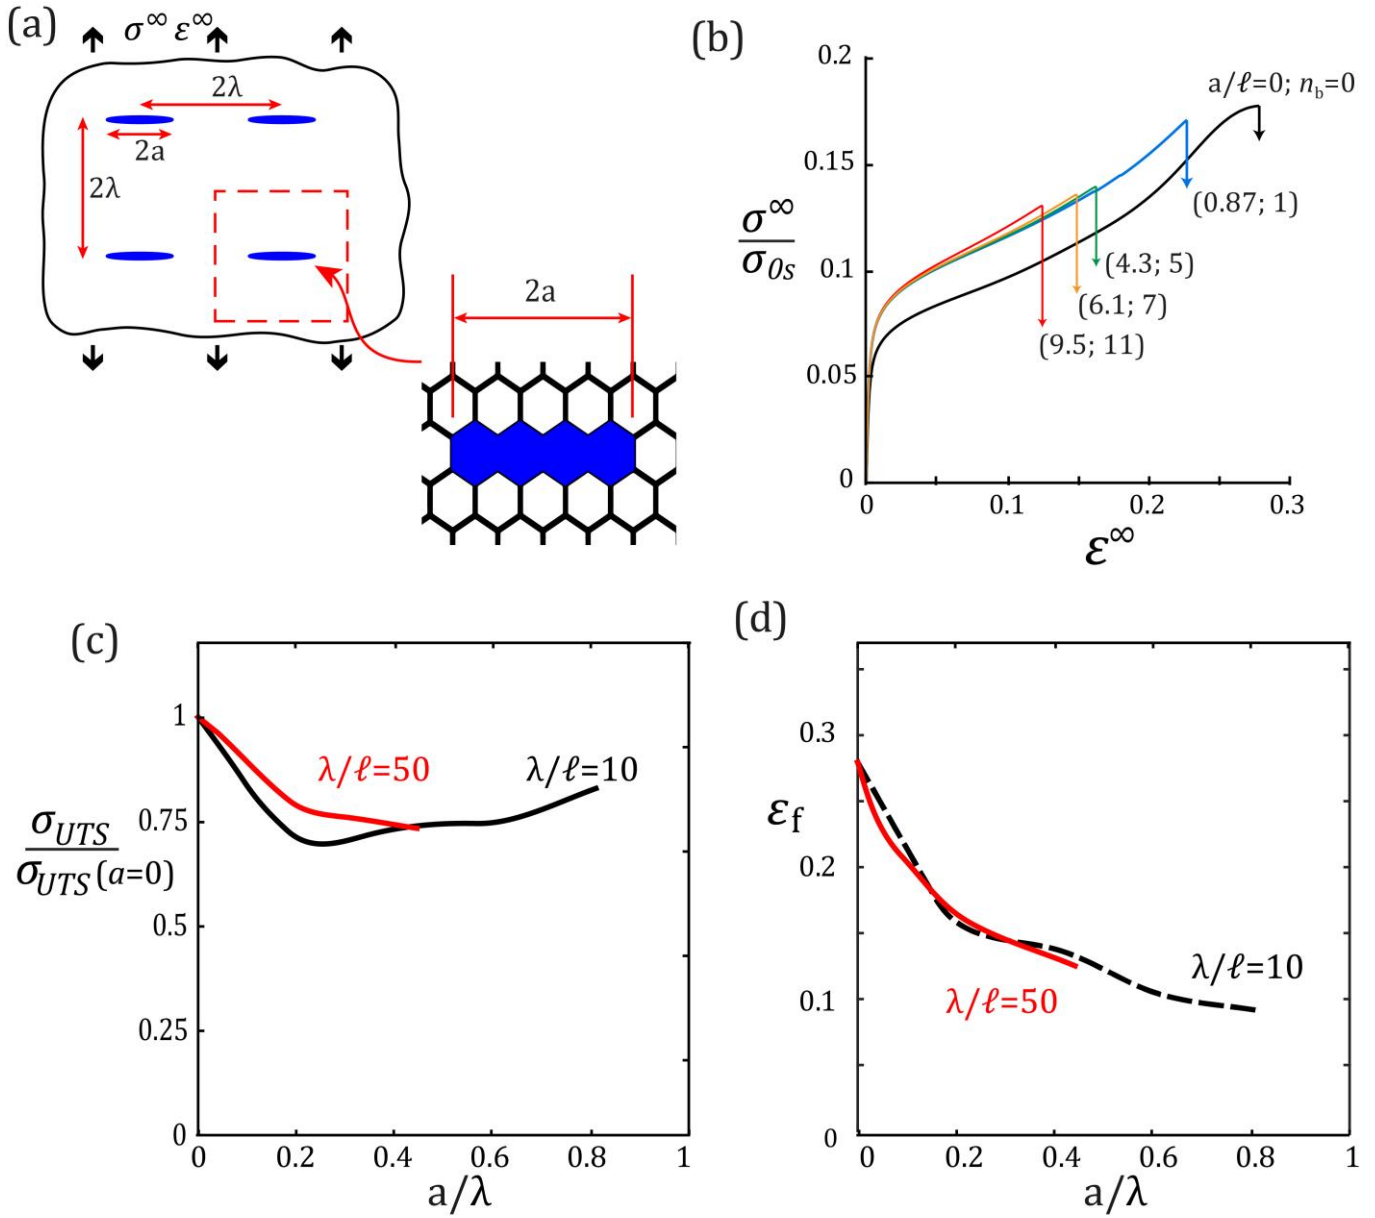 (a)
σ∞ ε∞
2λ
2a
2λ
2a
(b)
0.2
0.15
0.1
0.05
0
σ∞
σ0s
a/ℓ=0; nb=0
(0.87; 1)
(4.3; 5)
(6.1; 7)
(9.5; 11)
0 0.1 0.2 0.3
ε∞
(c)
1
0.75
0.5
0.25
0
σUTS
σUTS (a=0)
λ/ℓ=50
λ/ℓ=10
0 0.2 0.4 0.6 0.8 1
a/λ
(d)
0.3
0.2
0.1
0
εf
λ/ℓ=10
λ/ℓ=50
0 0.2 0.4 0.6 0.8 1
a/λ